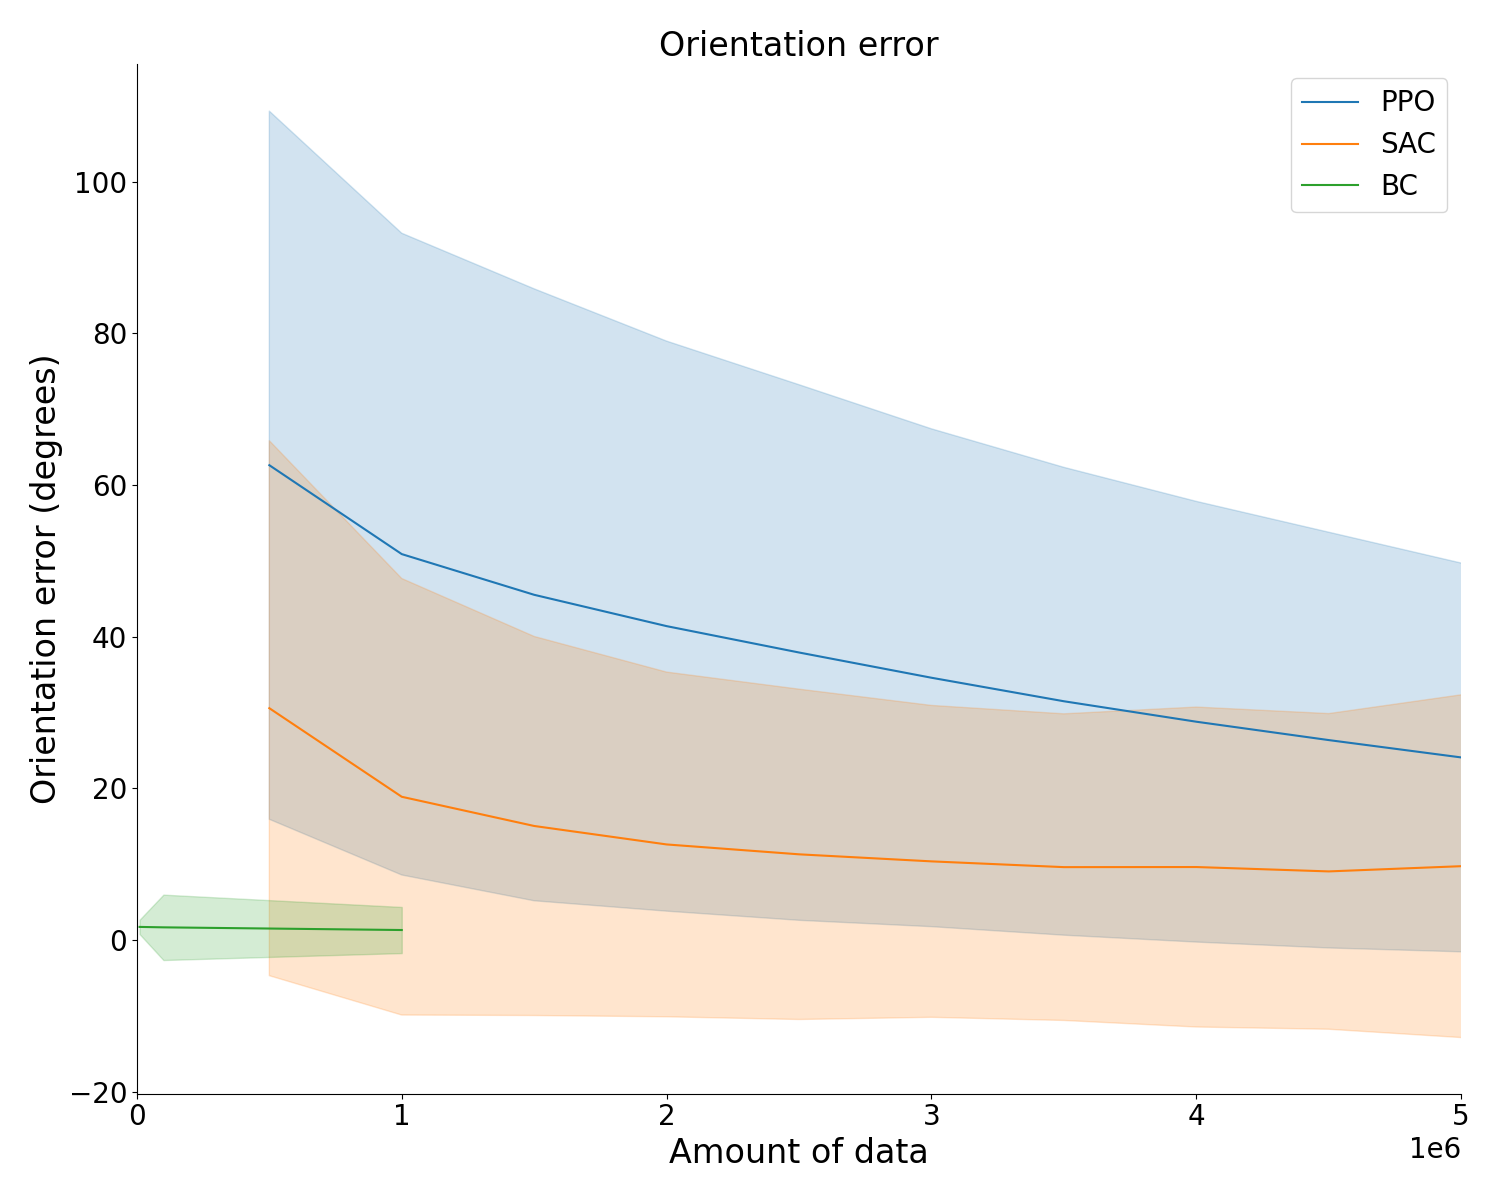 Orientation error
PPO
SAC
BC
Orientation error (degrees)
100
80
60
40
20
0
−20
0 1 2 3 4 5
1e6
Amount of data